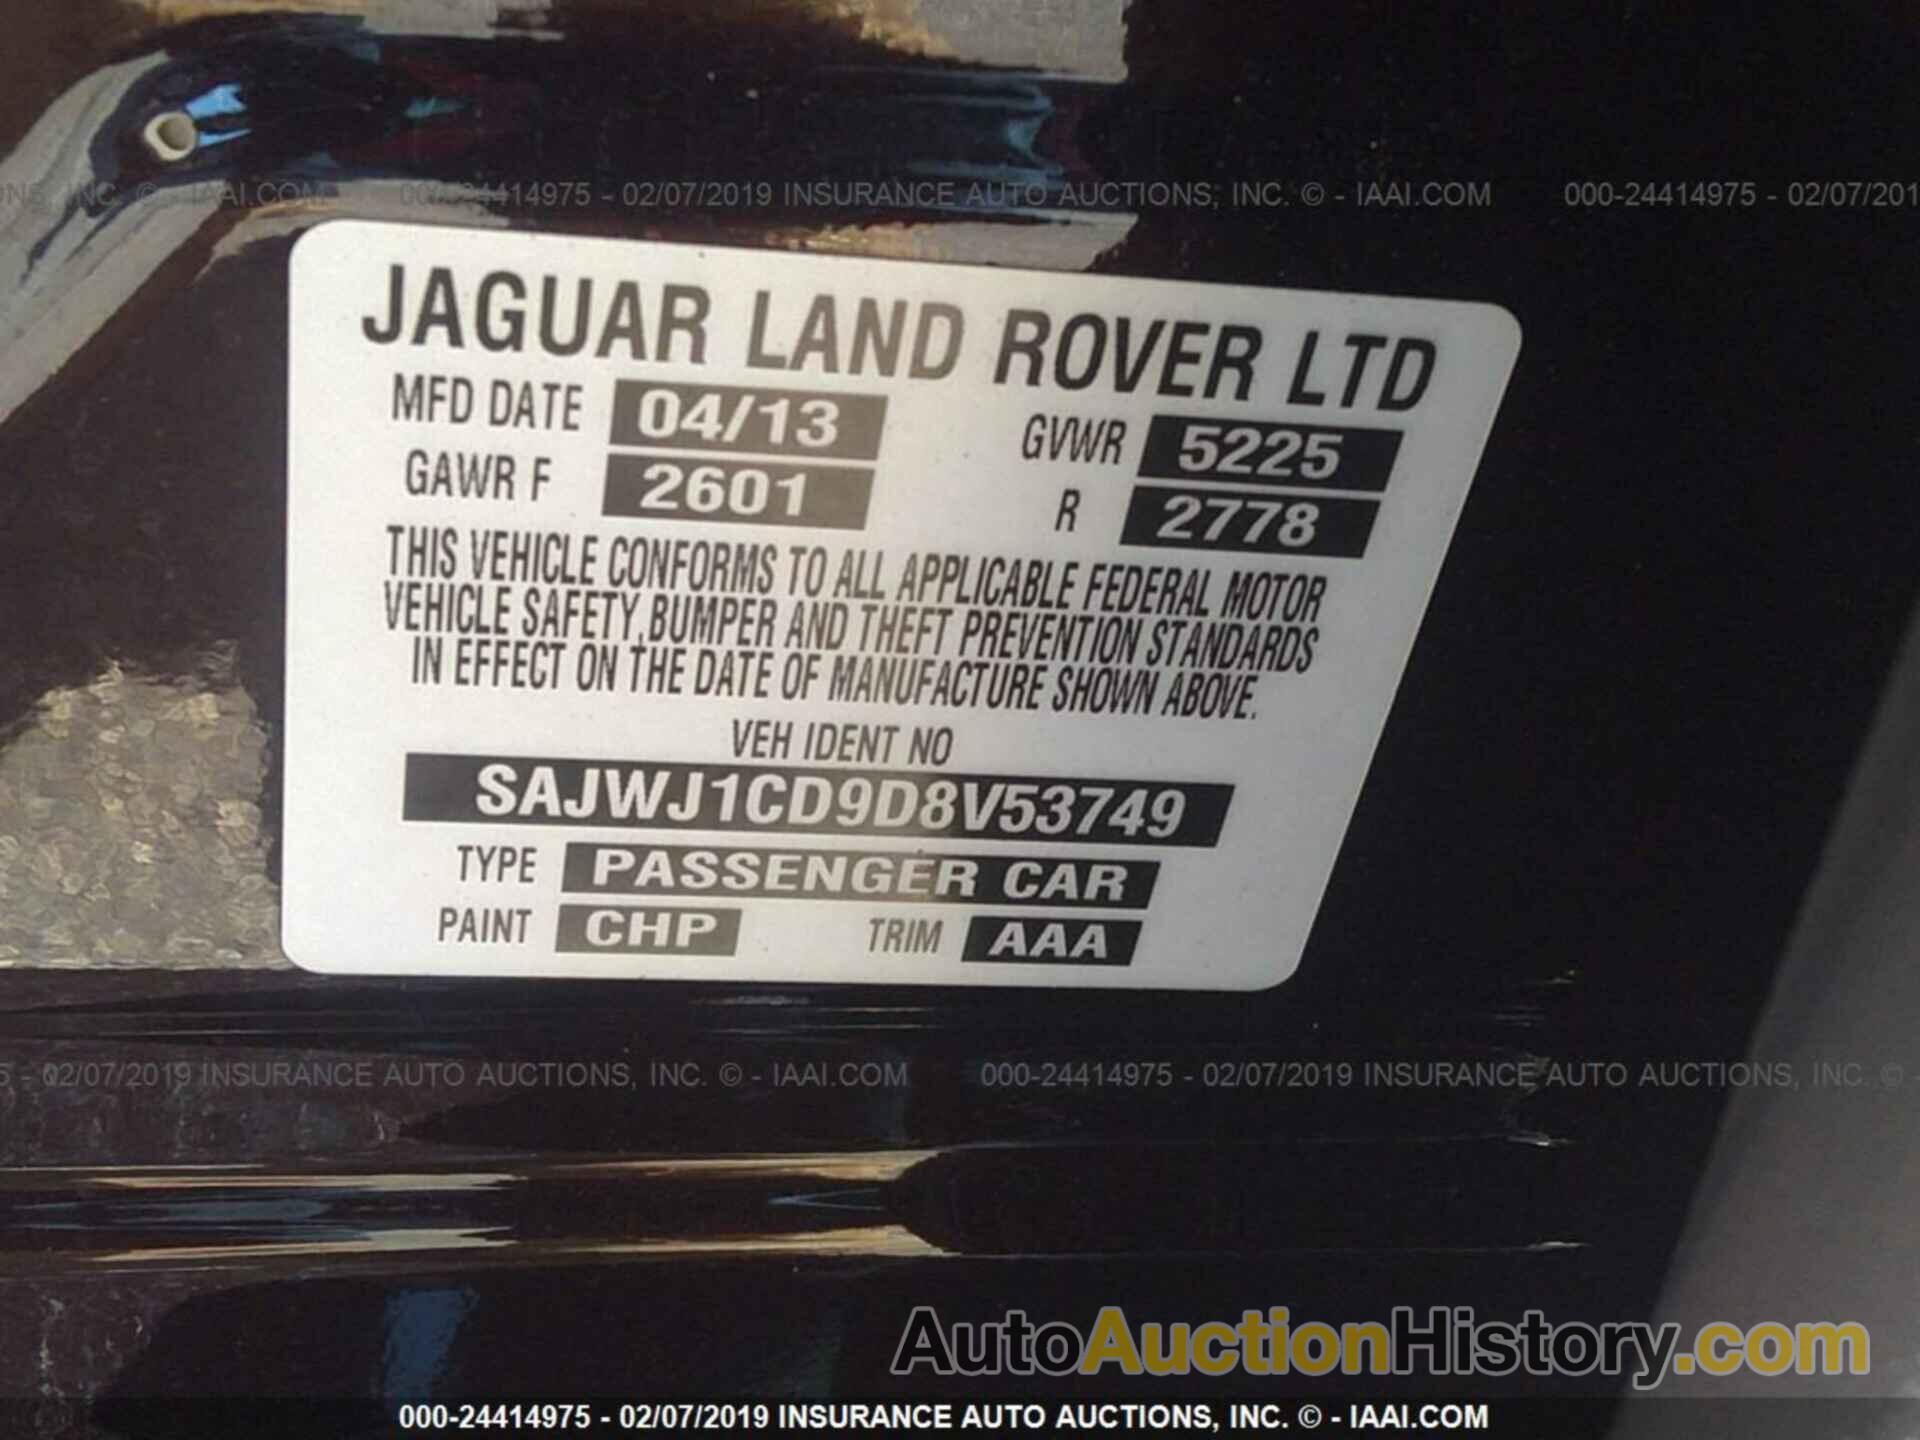 NS, INC. © - IAAI.COM 000-24414975 - 02/07/2019 INSURANCE AUTO AUCTIONS, INC. © - IAAI.COM 000-24414975 - 02/07/201
JAGUAR LAND ROVER LTD
MFD DATE 04/13 GVWR 5225
GAWR F 2601 R 2778
THIS VEHICLE CONFORMS TO ALL APPLICABLE FEDERAL MOTOR
VEHICLE SAFETY, BUMPER AND THEFT PREVENTION STANDARDS
IN EFFECT ON THE DATE OF MANUFACTURE SHOWN ABOVE.
VEH IDENT NO
SAJWJ1CD9D8V53749
TYPE PASSENGER CAR
PAINT CHP TRIM AAA
5 - 02/07/2019 INSURANCE AUTO AUCTIONS, INC. © - IAAI.COM 000-24414975 - 02/07/2019 INSURANCE AUTO AUCTIONS, INC. © -
AutoAuctionHistory.com
000-24414975 - 02/07/2019 INSURANCE AUTO AUCTIONS, INC. © - IAAI.COM